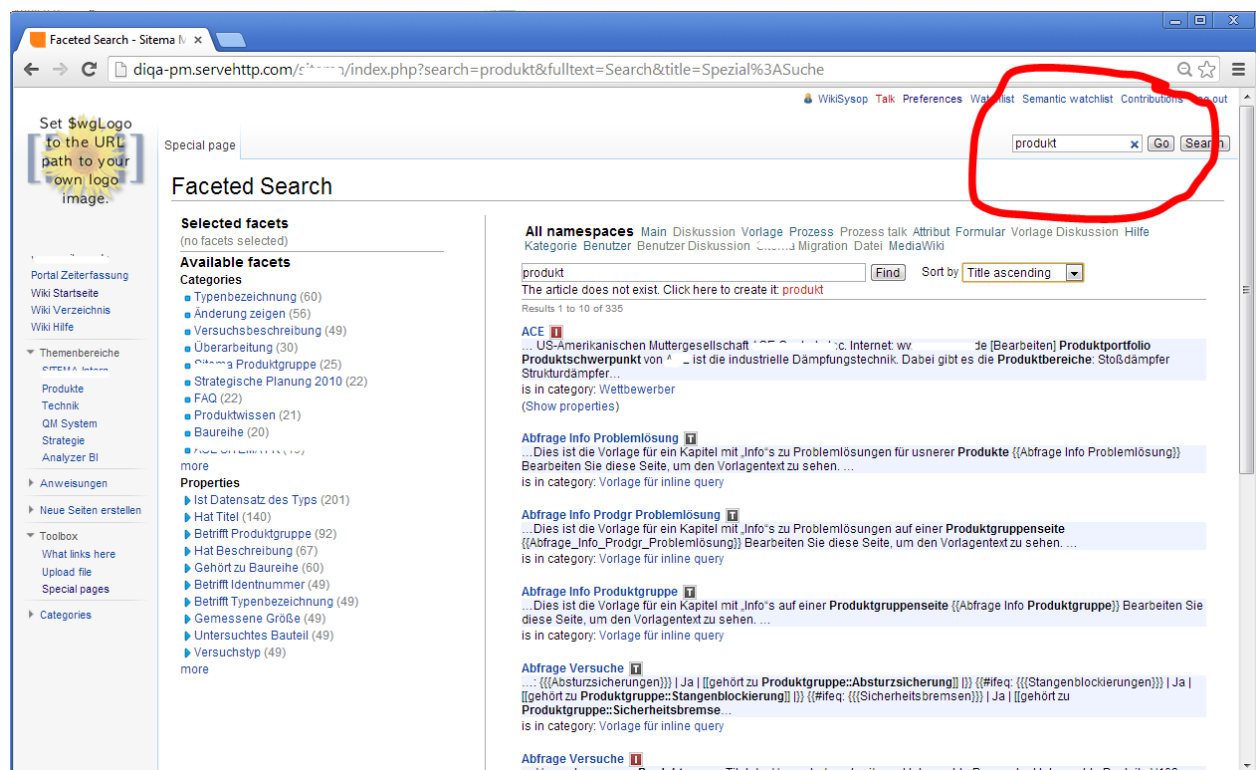 Faceted Search - Sitema
diqa-pm.servehttp.com/ /index.php?search=produkt&fulltext=Search&title=Spezial%3ASuche
WikiSysop Talk Preferences Watchlist Semantic watchlist Contributions out
Set $wgLogo
to the URL
path to your
own logo
image.
Special page
produkt Go Search
Faceted Search
Portal Zeiterfassung
Wiki Startseite
Wiki Verzeichnis
Wiki Hilfe
Themenbereiche
Produkte
Technik
QM System
Strategie
Analyzer BI
Anweisungen
Neue Seiten erstellen
Toolbox
What links here
Upload file
Special pages
Categories
Selected facets
(no facets selected)
Available facets
Categories
Typenbezeichnung (60)
Änderung zeigen (56)
Versuchsbeschreibung (49)
Überarbeitung (30)
Produktgruppe (25)
Strategische Planung 2010 (22)
FAQ (22)
Produktwissen (21)
Baureihe (20)
more
Properties
Ist Datensatz des Typs (201)
Hat Titel (140)
Betrifft Produktgruppe (92)
Hat Beschreibung (67)
Gehört zu Baureihe (60)
Betrifft Identnummer (49)
Betrifft Typenbezeichnung (49)
Gemessene Größe (49)
Untersuchtes Bauteil (49)
Versuchstyp (49)
more
All namespaces Main Diskussion Vorlage Prozess Prozess talk Attribut Formular Vorlage Diskussion Hilfe
Kategorie Benutzer Benutzer Diskussion Migration Datei MediaWiki
produkt Find Sort by Title ascending
The article does not exist. Click here to create it: produkt
Results 1 to 10 of 335
ACE I
... US-Amerikanischen Muttergesellschaft Internet: de [Bearbeiten] Produktportfolio
Produktschwerpunkt von ist die industrielle Dämpfungstechnik. Dabei gibt es die Produktbereiche: Stoßdämpfer
Strukturdämpfer...
is in category: Wettbewerber
(Show properties)
Abfrage Info Problemlösung T
...Dies ist die Vorlage für ein Kapitel mit „Info“s zu Problemlösungen für usnerer Produkte {{Abfrage Info Problemlösung}}
Bearbeiten Sie diese Seite, um den Vorlagentext zu sehen. ...
is in category: Vorlage für inline query
Abfrage Info Prodgr Problemlösung T
...Dies ist die Vorlage für ein Kapitel mit „Info“s zu Problemlösungen auf einer Produktgruppenseite
{{Abfrage_Info_Prodgr_Problemlösung}} Bearbeiten Sie diese Seite, um den Vorlagentext zu sehen. ...
is in category: Vorlage für inline query
Abfrage Info Produktgruppe T
...Dies ist die Vorlage für ein Kapitel mit „Info“s auf einer Produktgruppenseite {{Abfrage Info Produktgruppe}} Bearbeiten Sie
diese Seite, um den Vorlagentext zu sehen. ...
is in category: Vorlage für inline query
Abfrage Versuche T
...: {{{Absturzsicherungen}}} | Ja | [[gehört zu Produktgruppe::Absturzsicherung]] |}} {{#ifeq: {{{Stangenblockierungen}}} | Ja |
[[gehört zu Produktgruppe::Stangenblockierung]] |}} {{#ifeq: {{{Sicherheitsbremsen}}} | Ja | [[gehört zu
Produktgruppe::Sicherheitsbremse...
is in category: Vorlage für inline query
Abfrage Versuche I